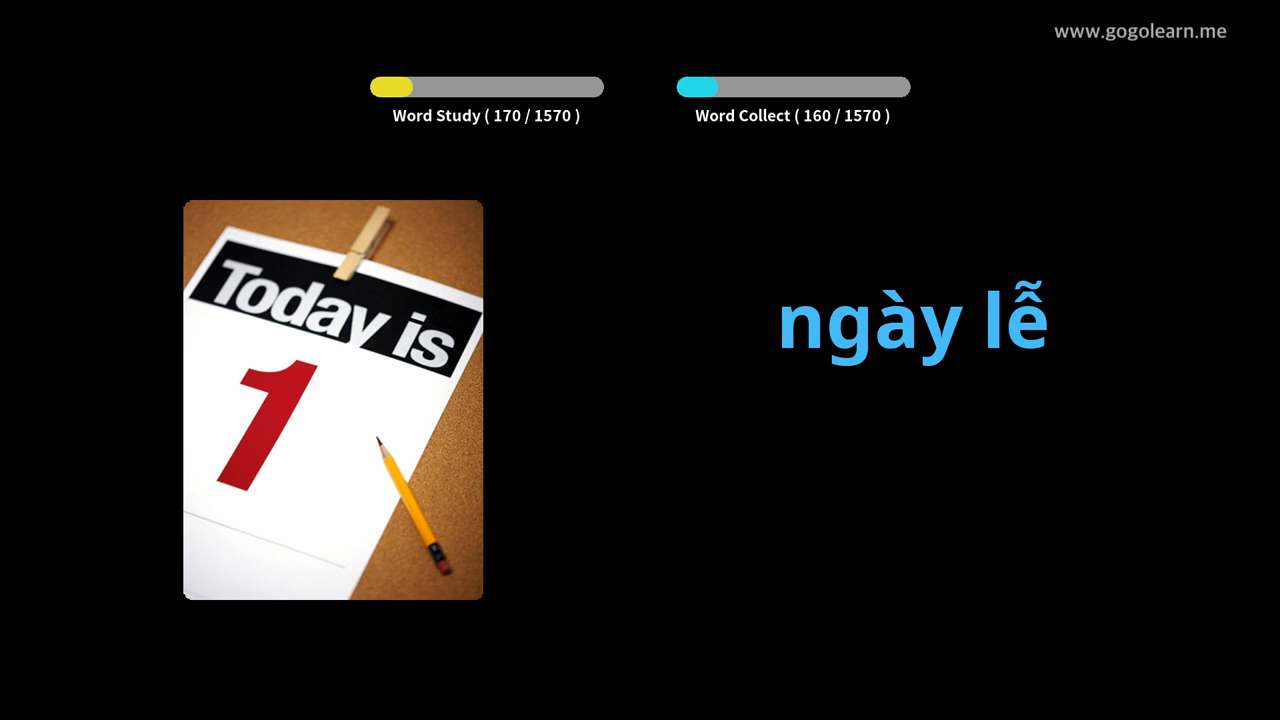 www.gogolearn.me
Word Study ( 170 / 1570 )
Word Collect ( 160 / 1570 )
Today is
1
ngày lễ